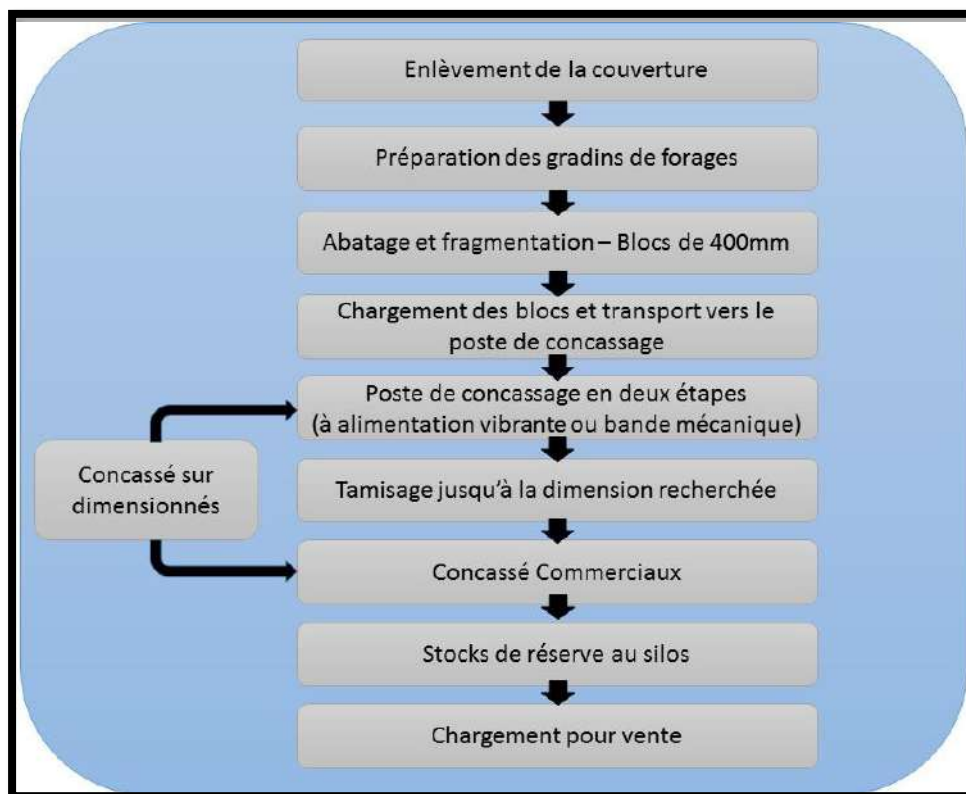 Enlèvement de la couverture
Préparation des gradins de forages
Abatage et fragmentation – Blocs de 400mm
Chargement des blocs et transport vers le
poste de concassage
Poste de concassage en deux étapes
(à alimentation vibrante ou bande mécanique)
Concassé sur
dimensionnés
Tamisage jusqu'à la dimension recherchée
Concassé Commerciaux
Stocks de réserve au silos
Chargement pour vente